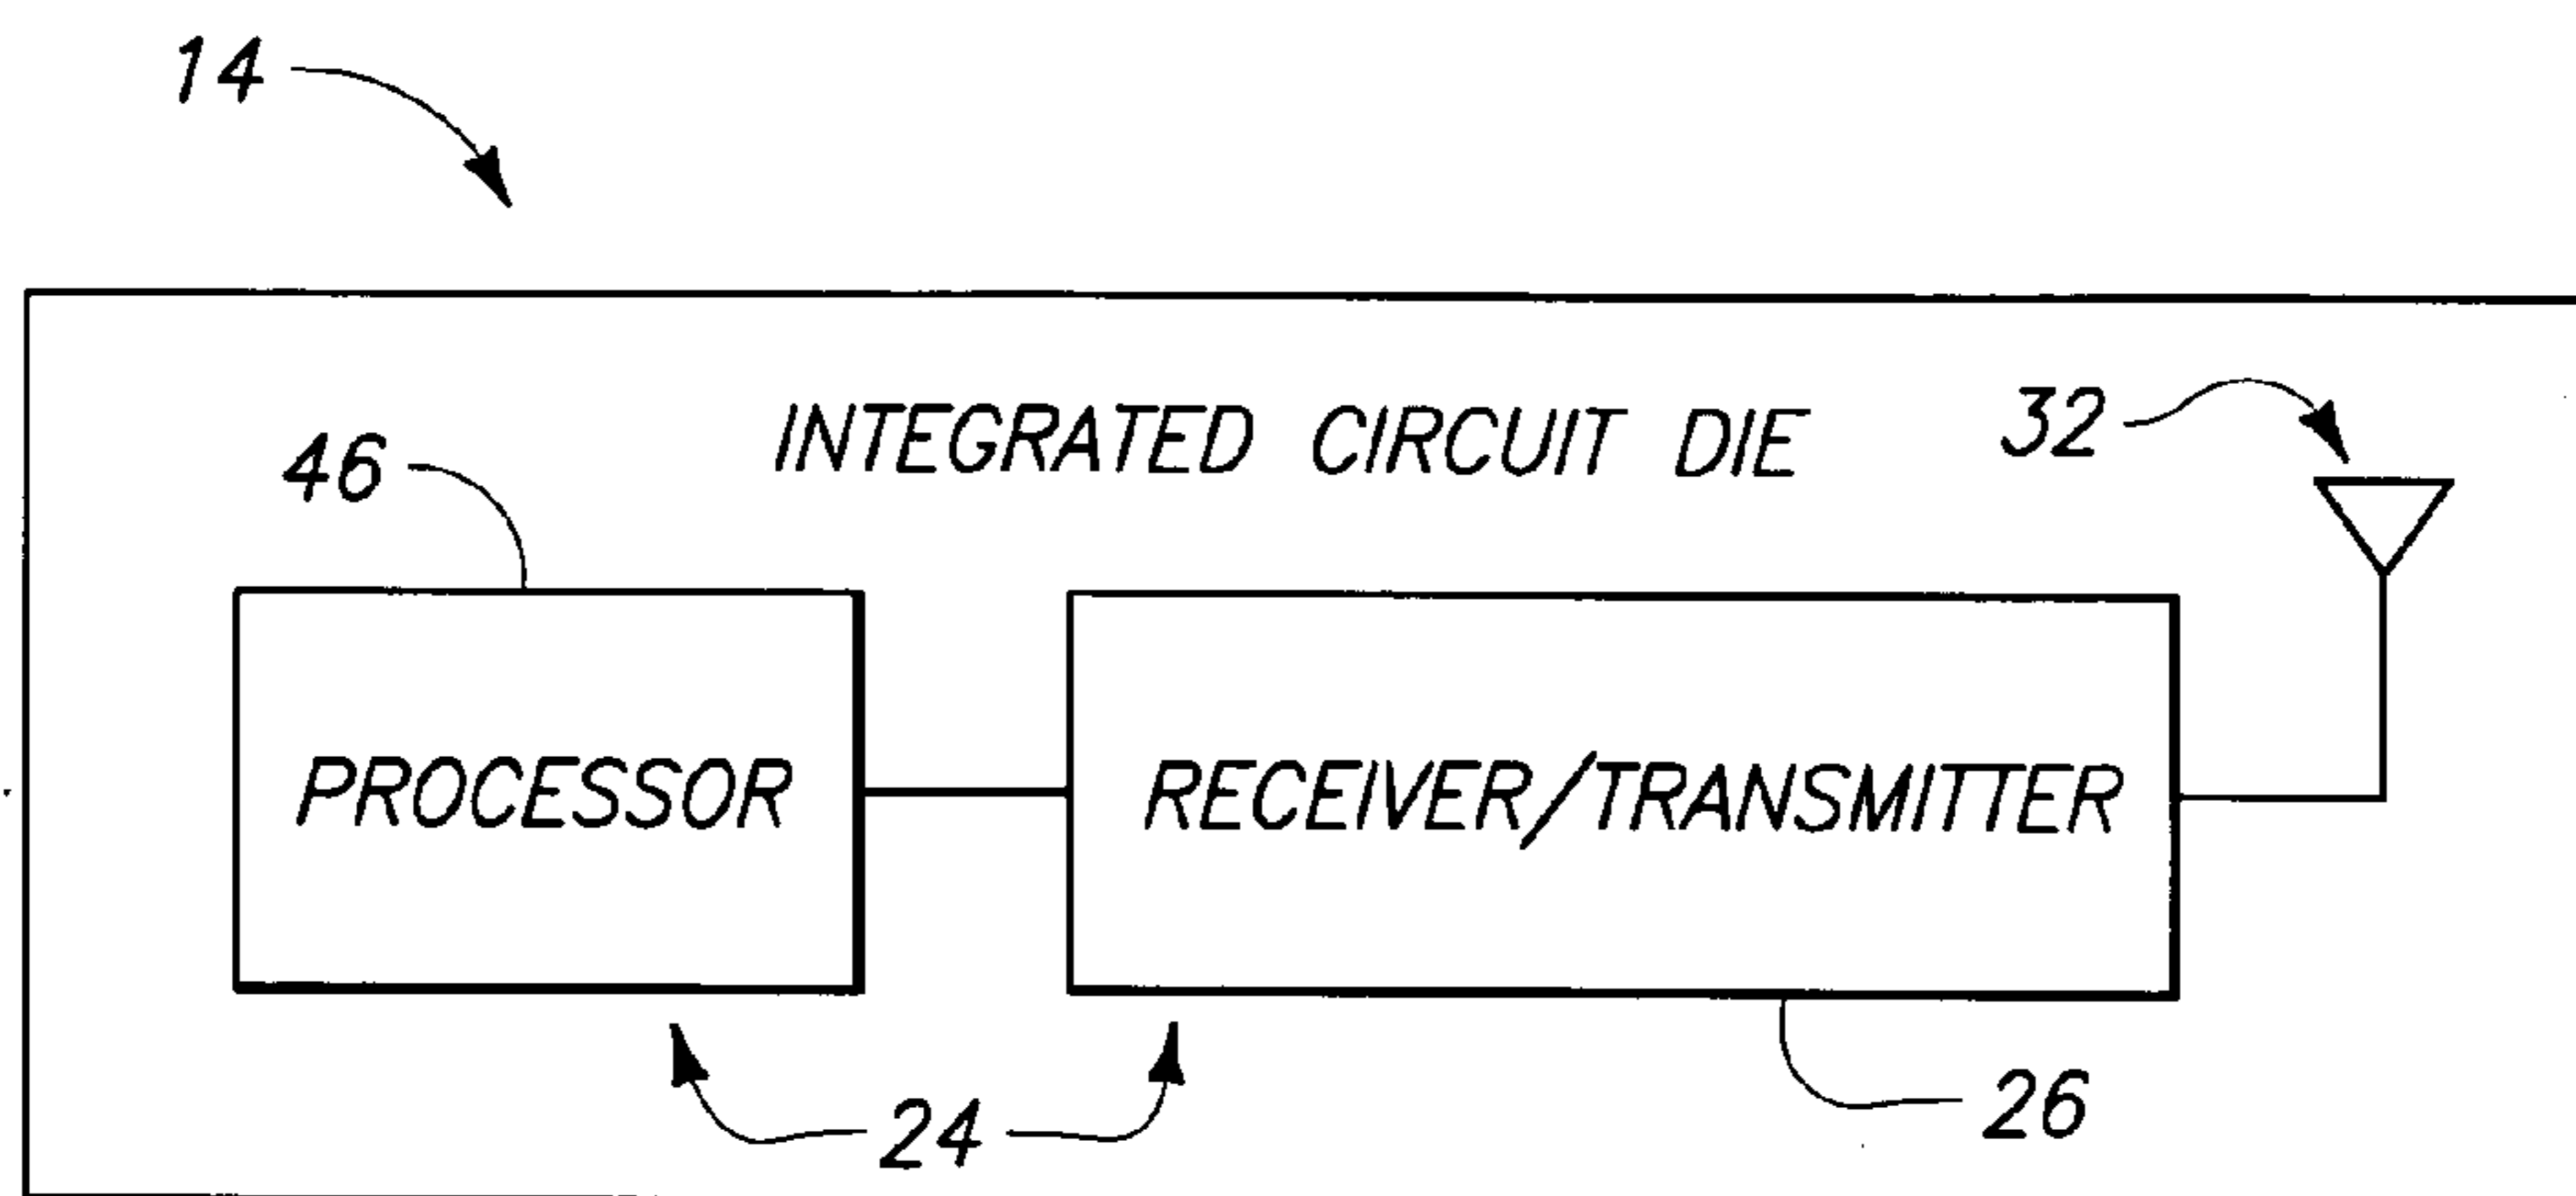 14
INTEGRATED CIRCUIT DIE
32
46
PROCESSOR
RECEIVER/TRANSMITTER
24
26